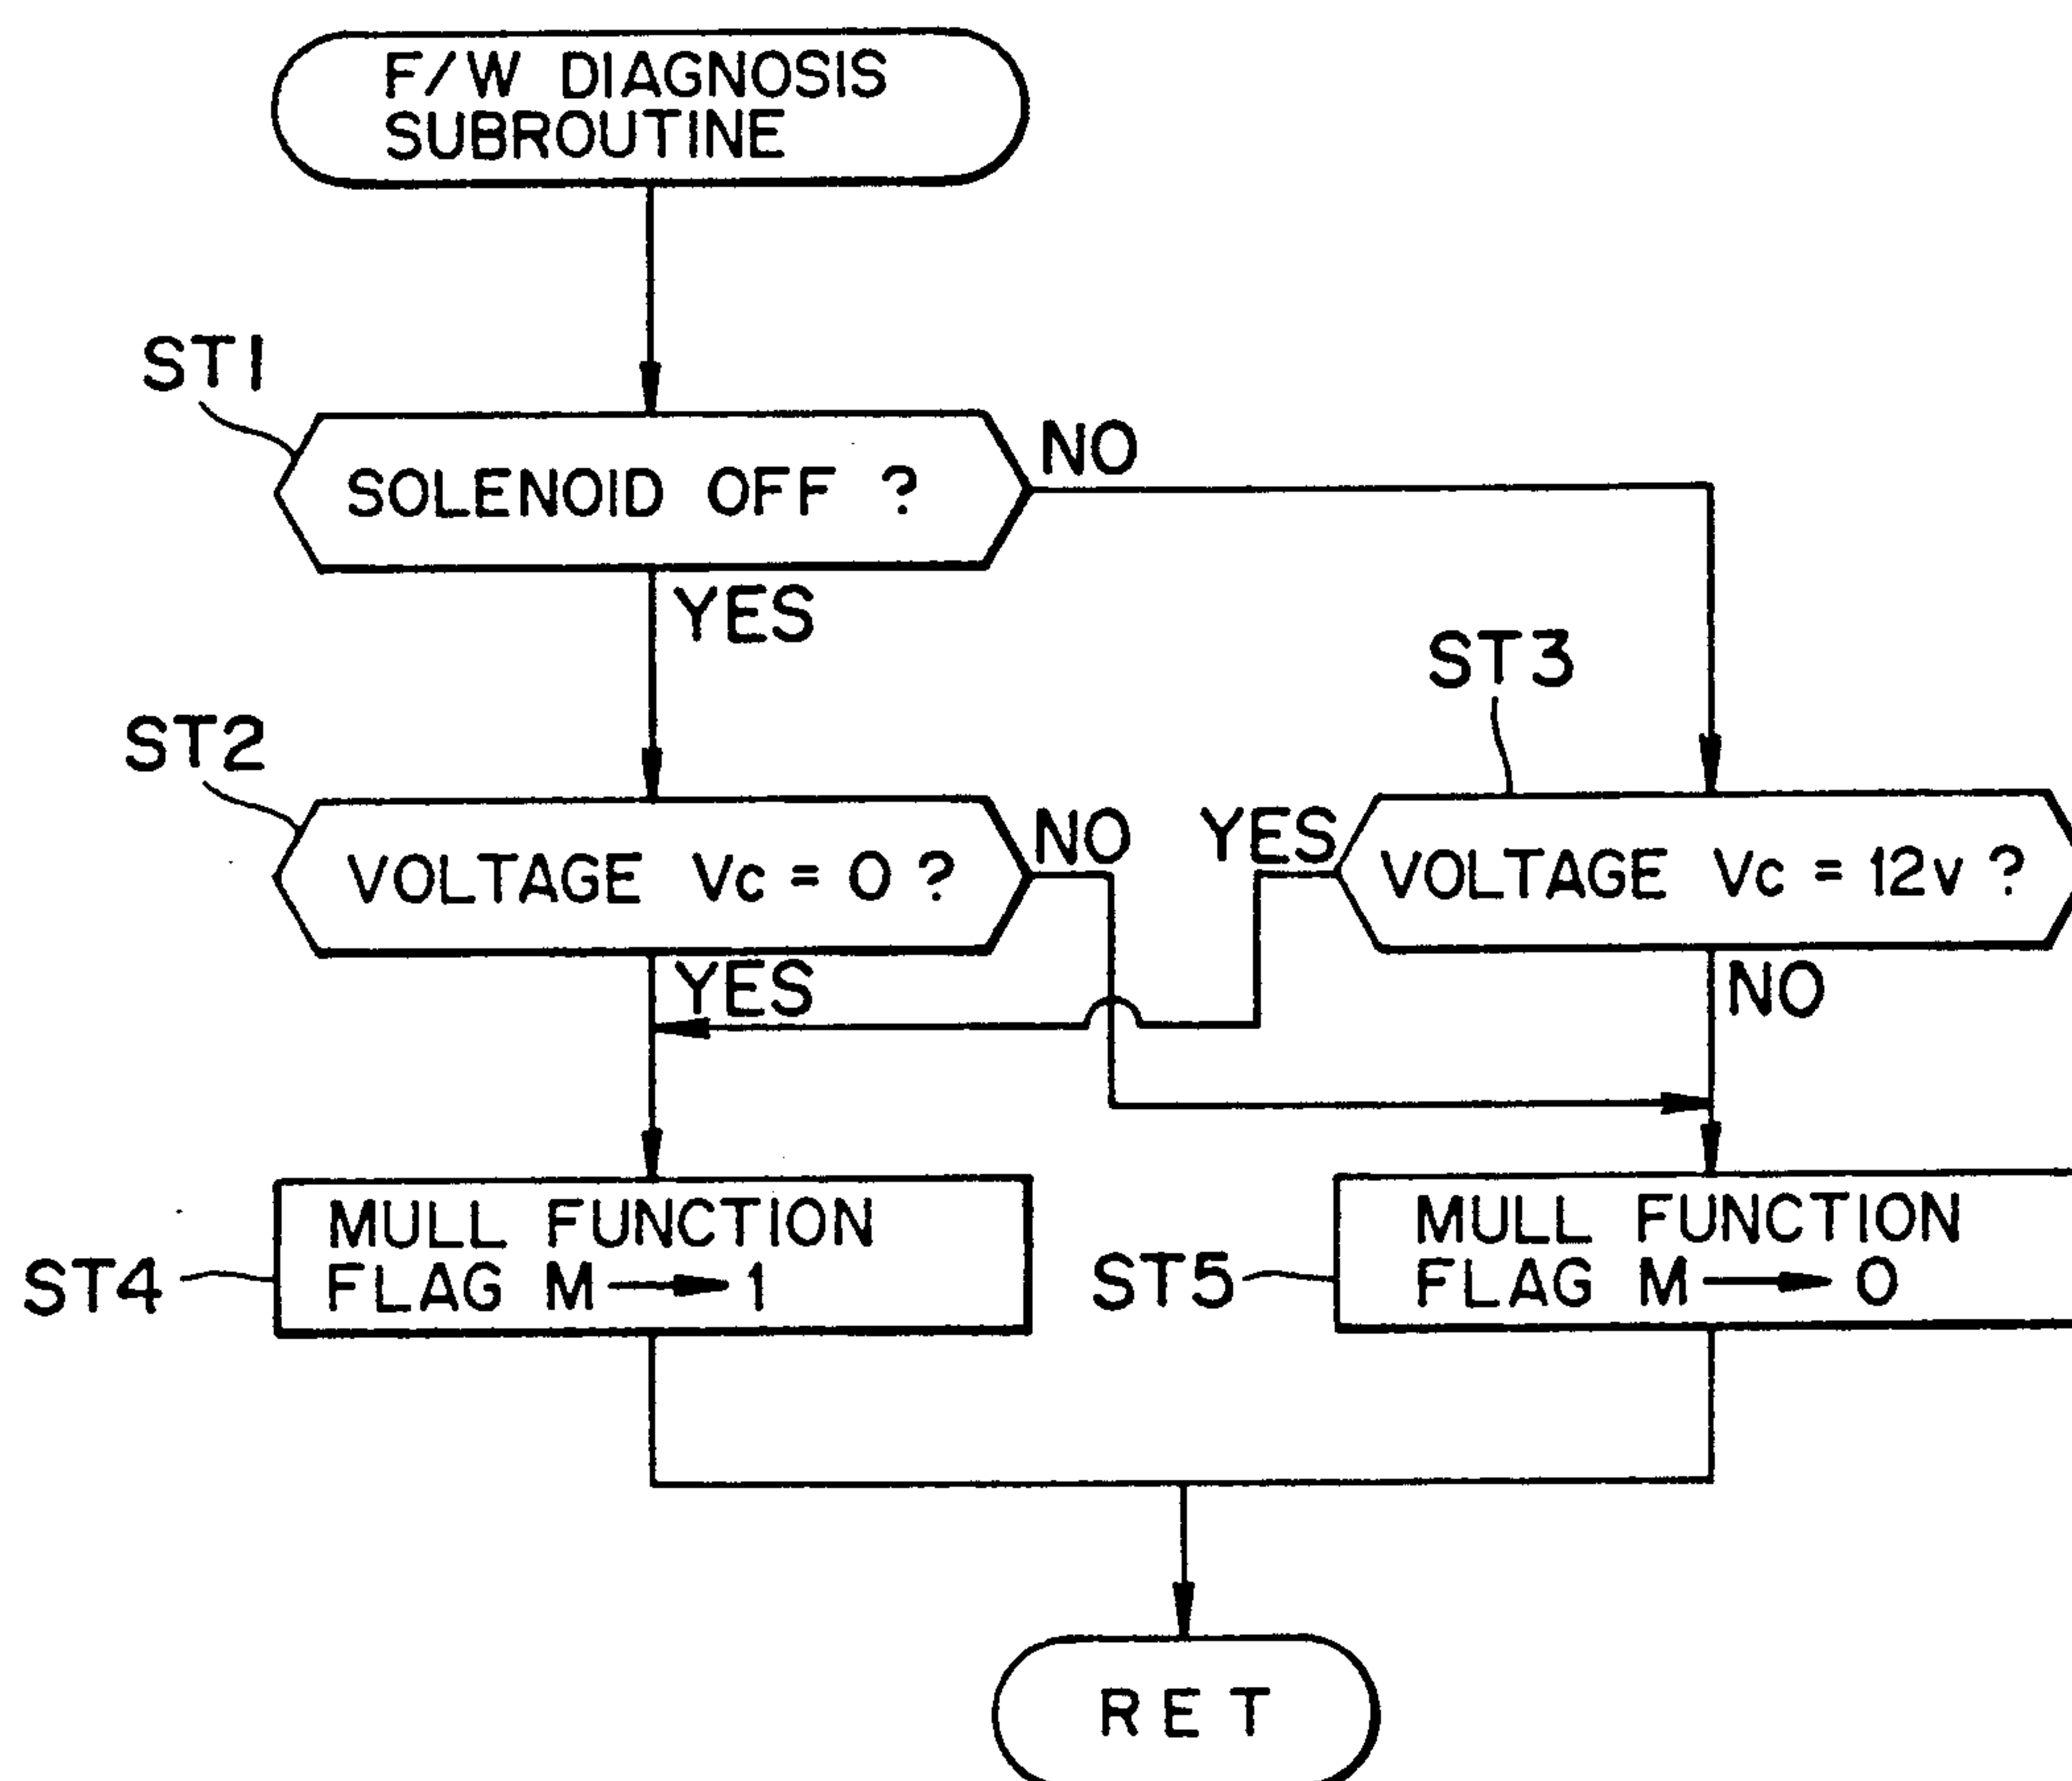 F/W DIAGNOSIS
SUBROUTINE
ST1
SOLENOID OFF ?
NO
YES
ST3
ST2
VOLTAGE Vc = 0 ?
NO
YES
VOLTAGE Vc = 12v ?
YES
NO
MULL FUNCTION
FLAG M → 1
ST4
MULL FUNCTION
FLAG M → 0
ST5
RET